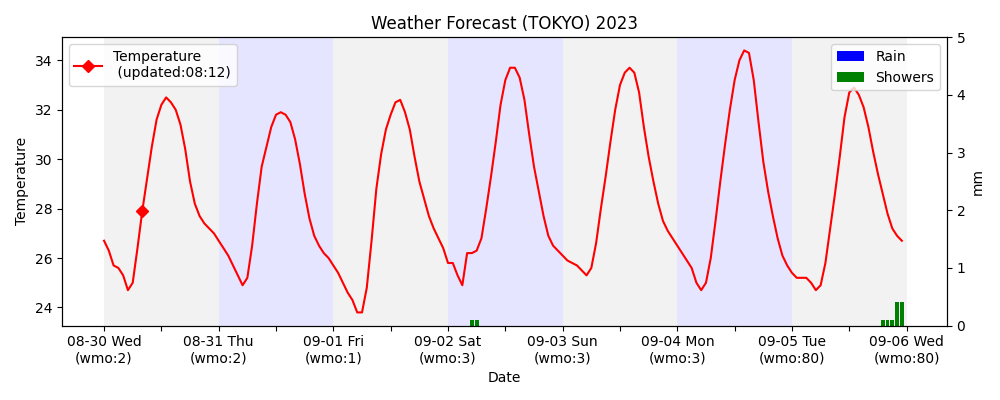 Weather Forecast (TOKYO) 2023
Temperature
(updated:08:12)
Rain
Showers
34
32
30
28
26
24
Temperature
5
4
3
2
1
0
mm
08-30 Wed
(wmo:2)
08-31 Thu
(wmo:2)
09-01 Fri
(wmo:1)
09-02 Sat
(wmo:3)
09-03 Sun
(wmo:3)
09-04 Mon
(wmo:3)
09-05 Tue
(wmo:80)
09-06 Wed
(wmo:80)
Date